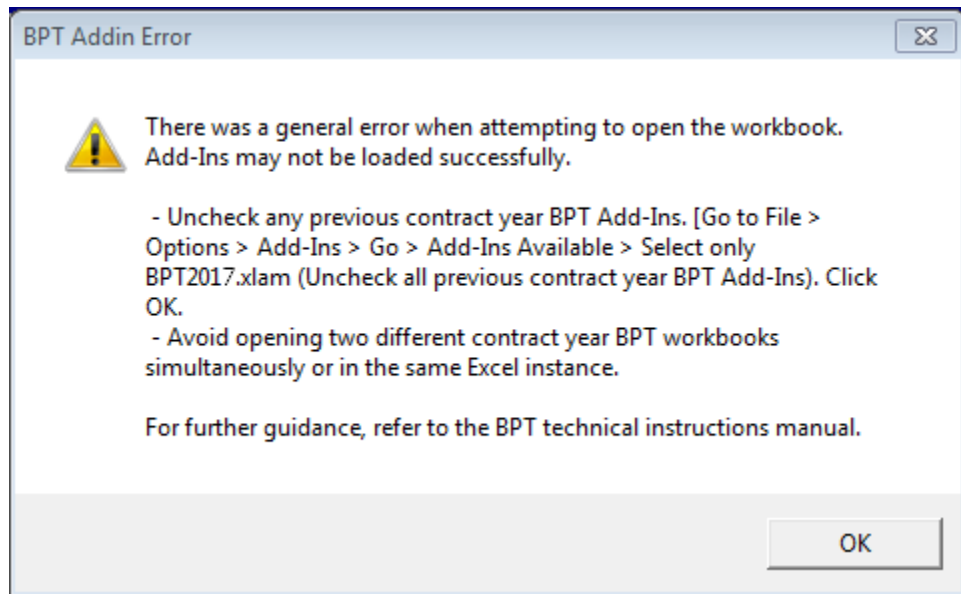 BPT Addin Error
There was a general error when attempting to open the workbook.
Add-Ins may not be loaded successfully.
- Uncheck any previous contract year BPT Add-Ins. [Go to File >
Options > Add-Ins > Go > Add-Ins Available > Select only
BPT2017.xlam (Uncheck all previous contract year BPT Add-Ins). Click
OK.
- Avoid opening two different contract year BPT workbooks
simultaneously or in the same Excel instance.
For further guidance, refer to the BPT technical instructions manual.
OK